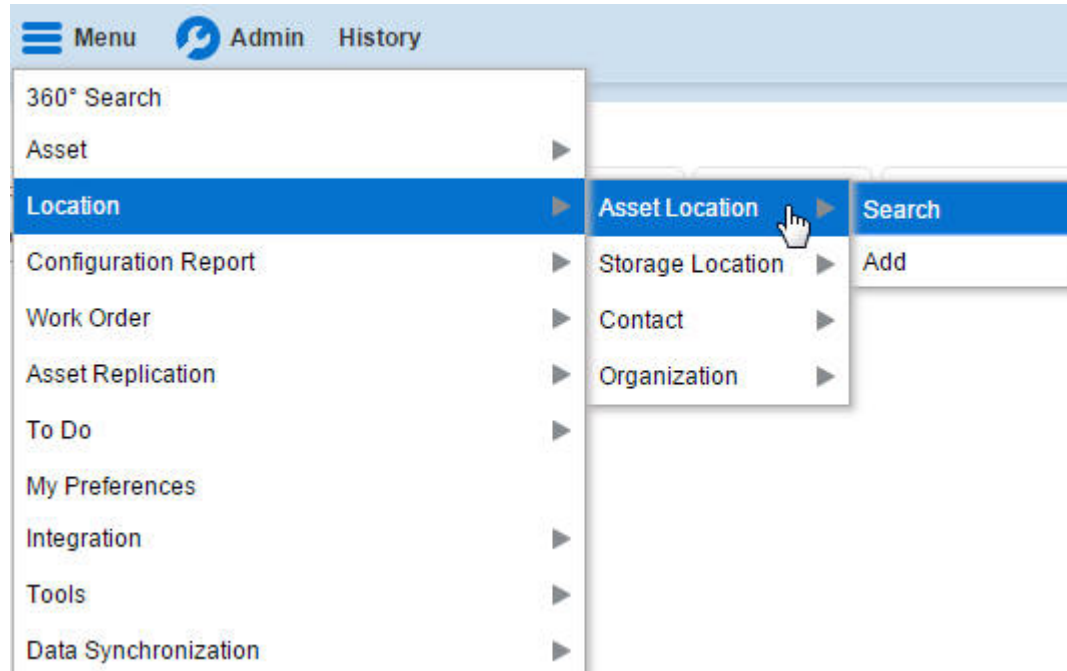 Menu Admin History
360° Search
Asset
Location
Asset Location
Search
Configuration Report
Storage Location
Add
Work Order
Contact
Asset Replication
Organization
To Do
My Preferences
Integration
Tools
Data Synchronization